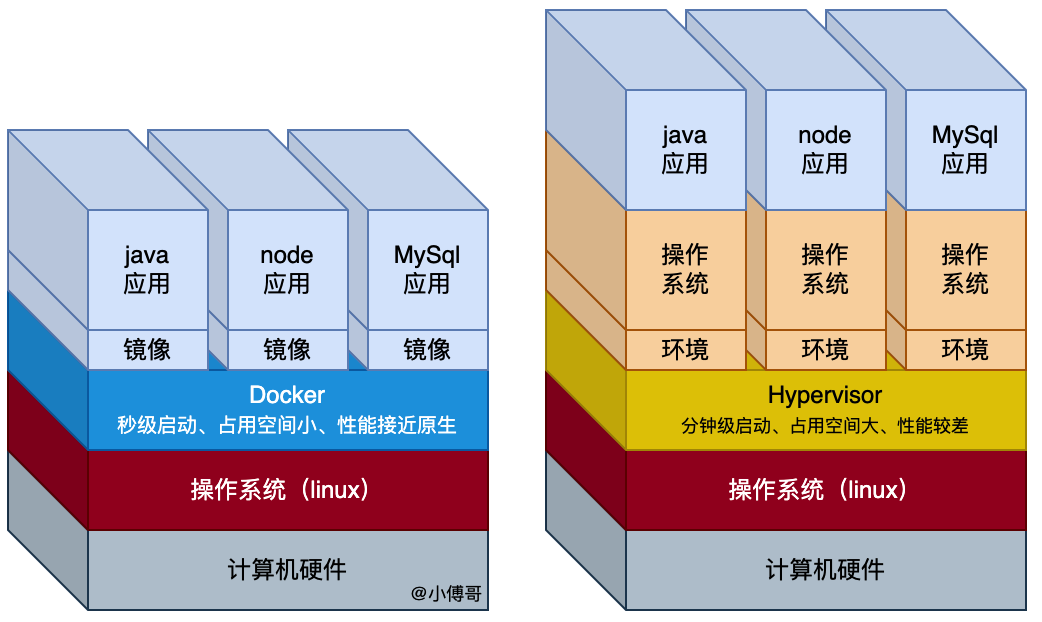 java
应用
node
应用
MySql
应用
镜像
镜像
镜像
Docker
秒级启动、占用空间小、性能接近原生
操作系统（linux）
计算机硬件
@小傅哥
java
应用
node
应用
MySql
应用
操作
系统
操作
系统
操作
系统
环境
环境
环境
Hypervisor
分钟级启动、占用空间大、性能较差
操作系统（linux）
计算机硬件